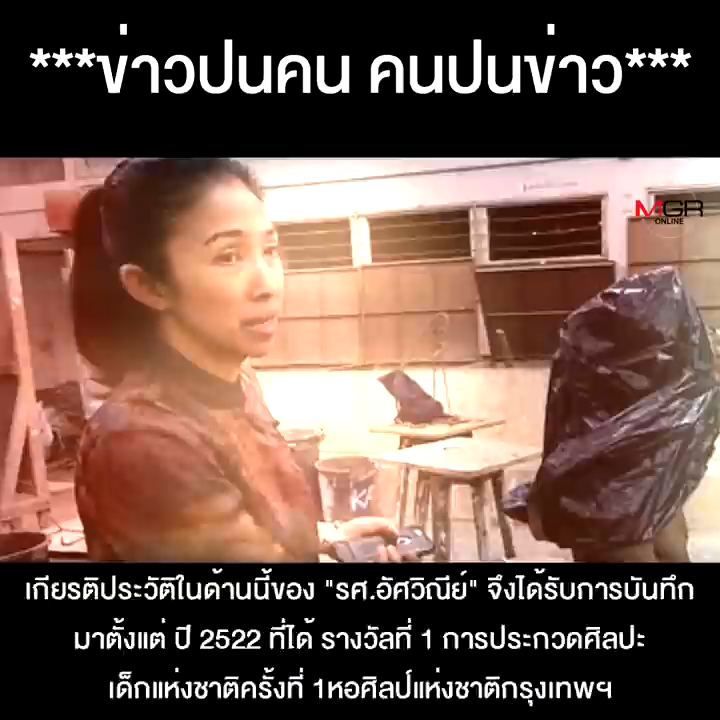 ***ข่าวปนคน คนปนข่าว***
MGR
ONLINE
เกียรติประวัติในด้านนี้ของ "รศ.อัศวิณีย์" จึงได้รับการบันทึก
มาตั้งแต่ ปี 2522 ที่ได้ รางวัลที่ 1 การประกวดศิลปะ
เด็กแห่งชาติครั้งที่ 1หอศิลป์แห่งชาติกรุงเทพฯ